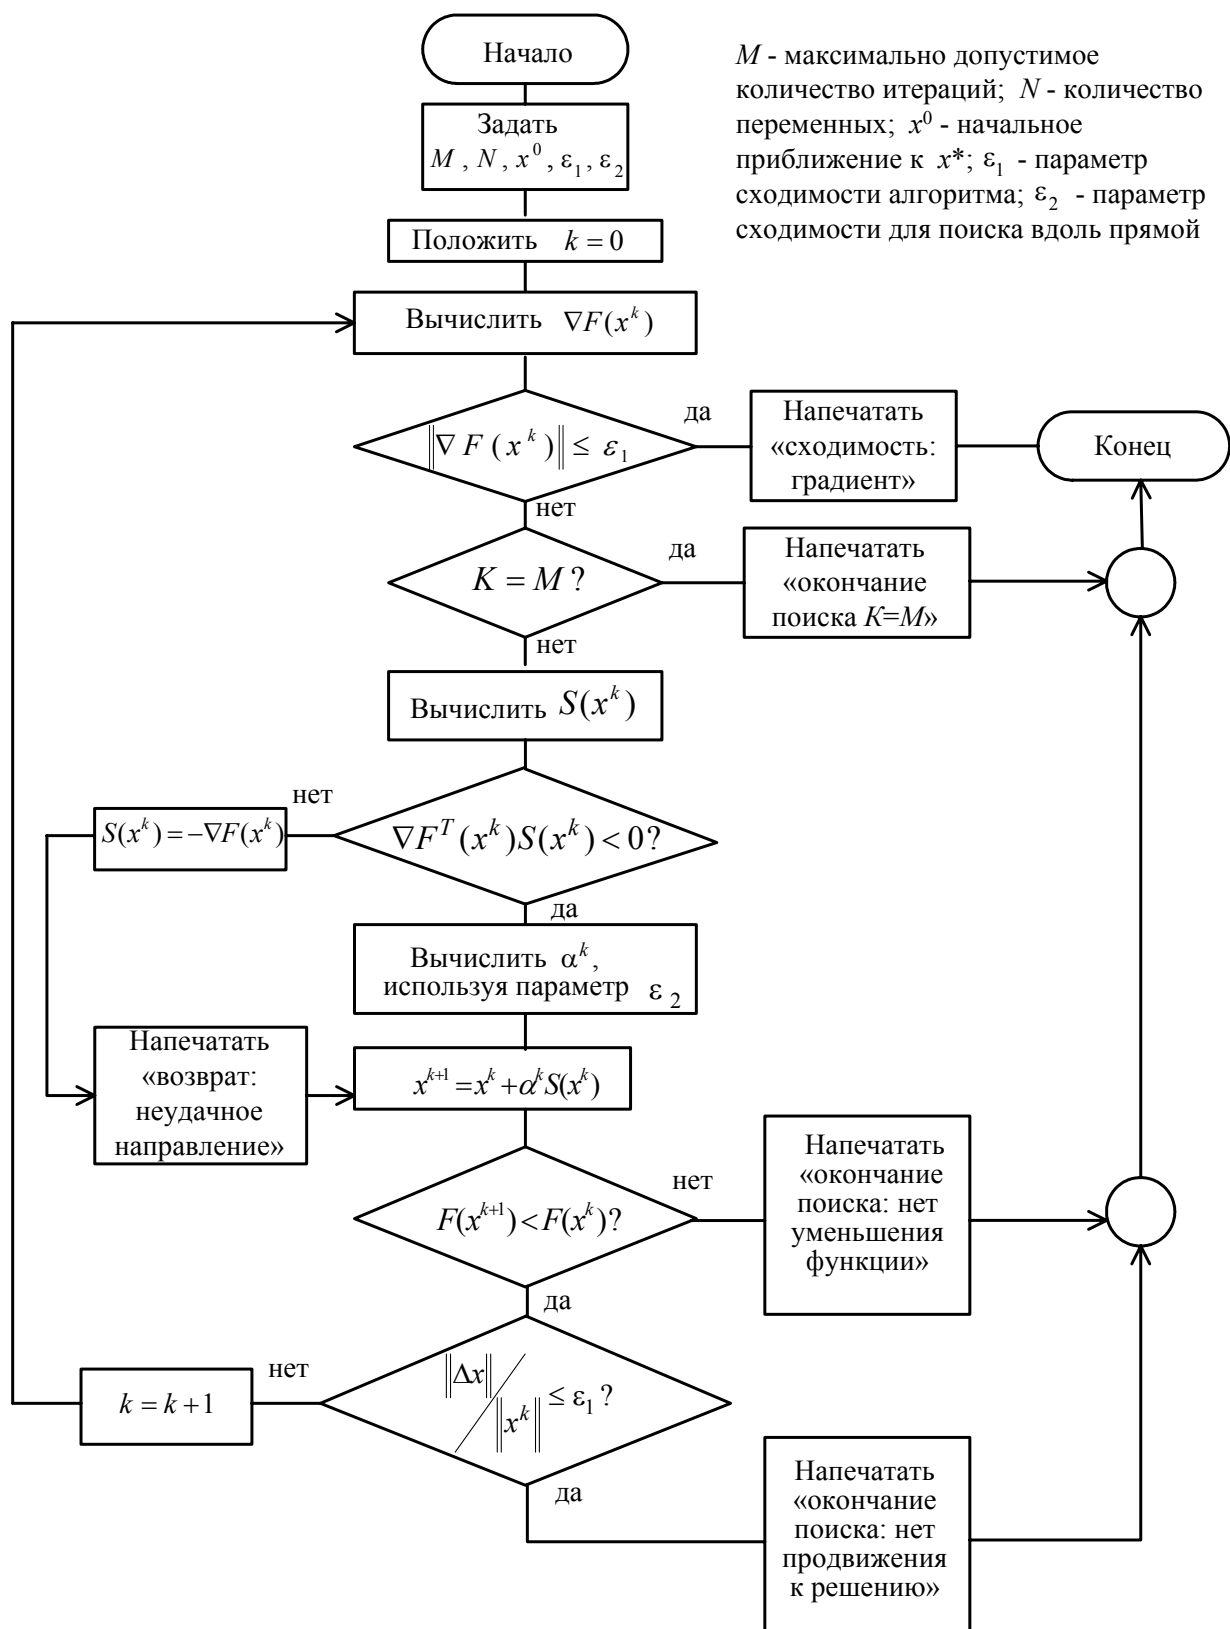 Начало
M - максимально допустимое
количество итераций; N - количество
переменных; x⁰ - начальное
приближение к x*; ε₁ - параметр
сходимости алгоритма; ε₂ - параметр
сходимости для поиска вдоль прямой
Задать
M , N , x⁰ , ε₁ , ε₂
Положить k = 0
Вычислить ∇F(xᵏ)
‖∇ F (xᵏ)‖ ≤ ε₁
да
Напечатать
«сходимость:
градиент»
Конец
нет
K = M ?
да
Напечатать
«окончание
поиска K=M»
нет
Вычислить S(xᵏ)
∇Fᵀ(xᵏ)S(xᵏ) < 0?
нет
S(xᵏ) = −∇F(xᵏ)
да
Вычислить αᵏ,
используя параметр ε₂
Напечатать
«возврат:
неудачное
направление»
xᵏ⁺¹ = xᵏ + αᵏS(xᵏ)
F(xᵏ⁺¹) < F(xᵏ)?
нет
Напечатать
«окончание
поиска: нет
уменьшения
функции»
да
‖Δx‖ / ‖xᵏ‖ ≤ ε₁ ?
нет
k = k + 1
да
Напечатать
«окончание
поиска: нет
продвижения
к решению»